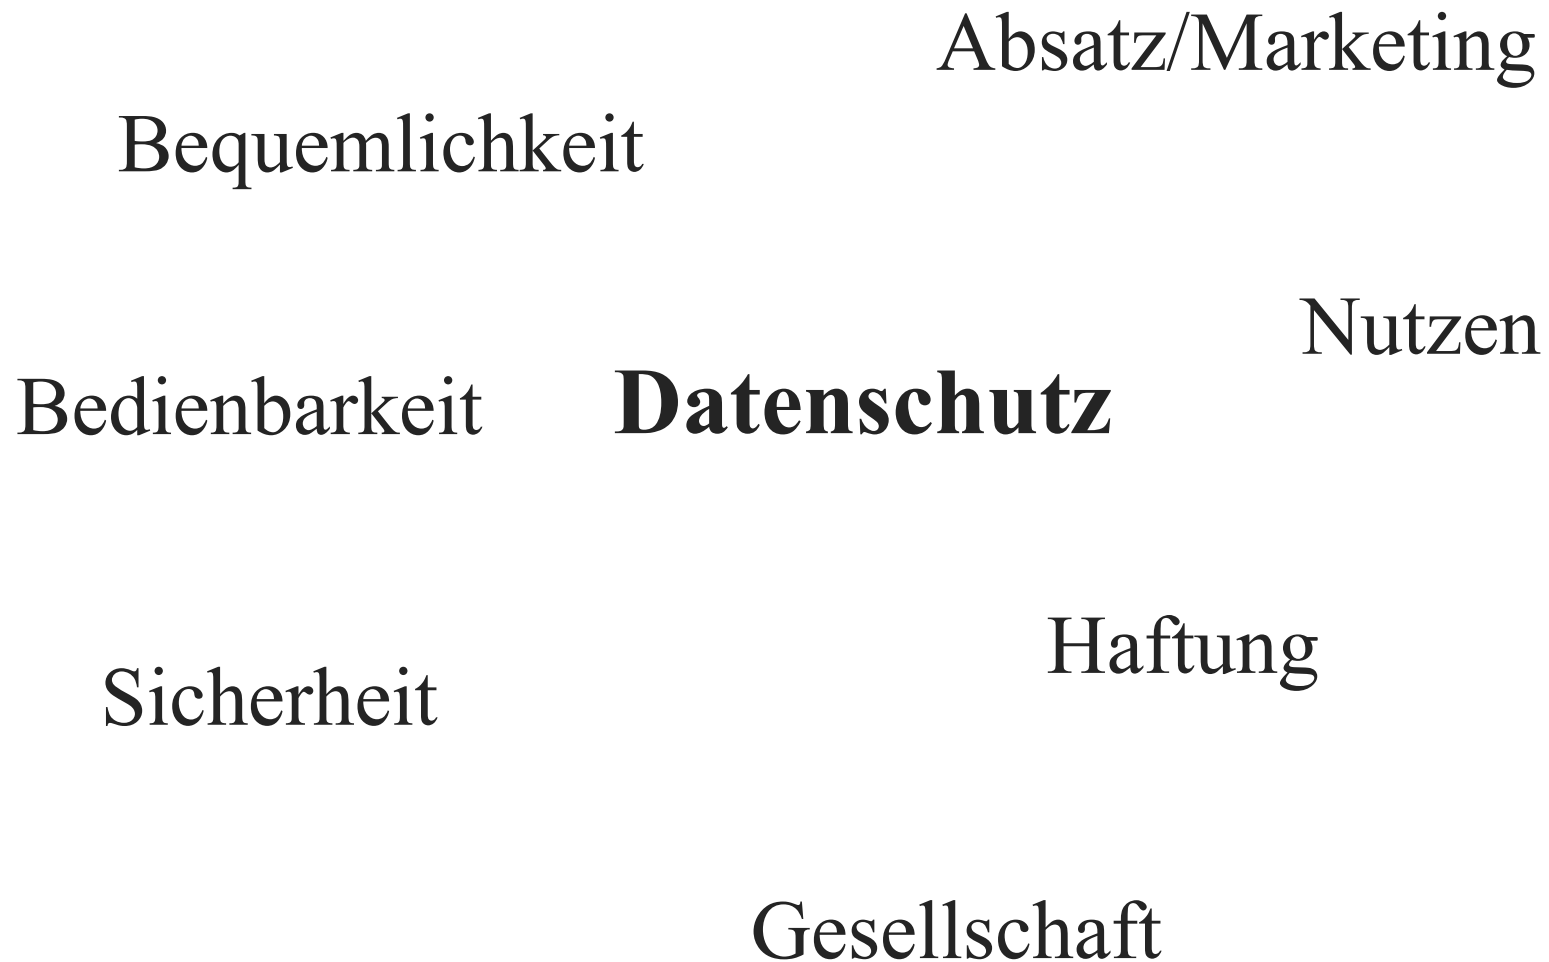 Absatz/Marketing
Bequemlichkeit
Nutzen
Bedienbarkeit
Datenschutz
Haftung
Sicherheit
Gesellschaft